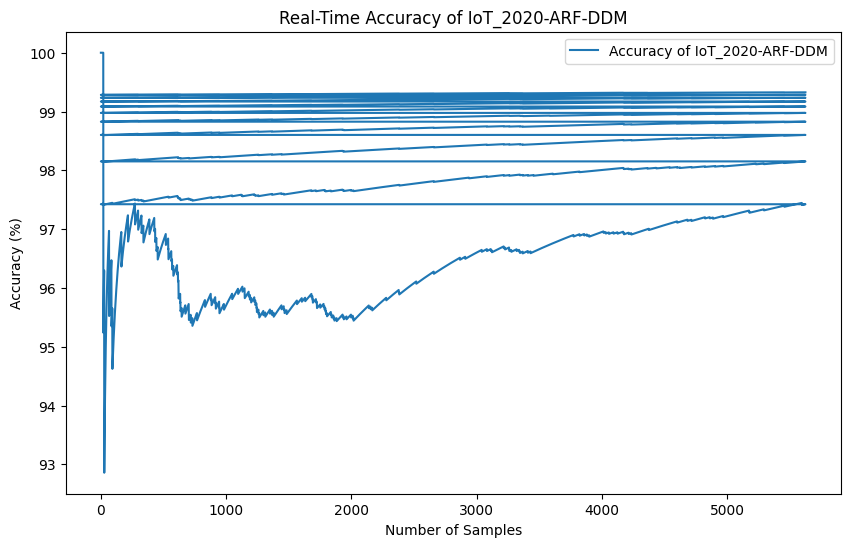 Real-Time Accuracy of IoT_2020-ARF-DDM
Accuracy of IoT_2020-ARF-DDM
100
99
98
97
96
95
94
93
Accuracy (%)
0 1000 2000 3000 4000 5000
Number of Samples